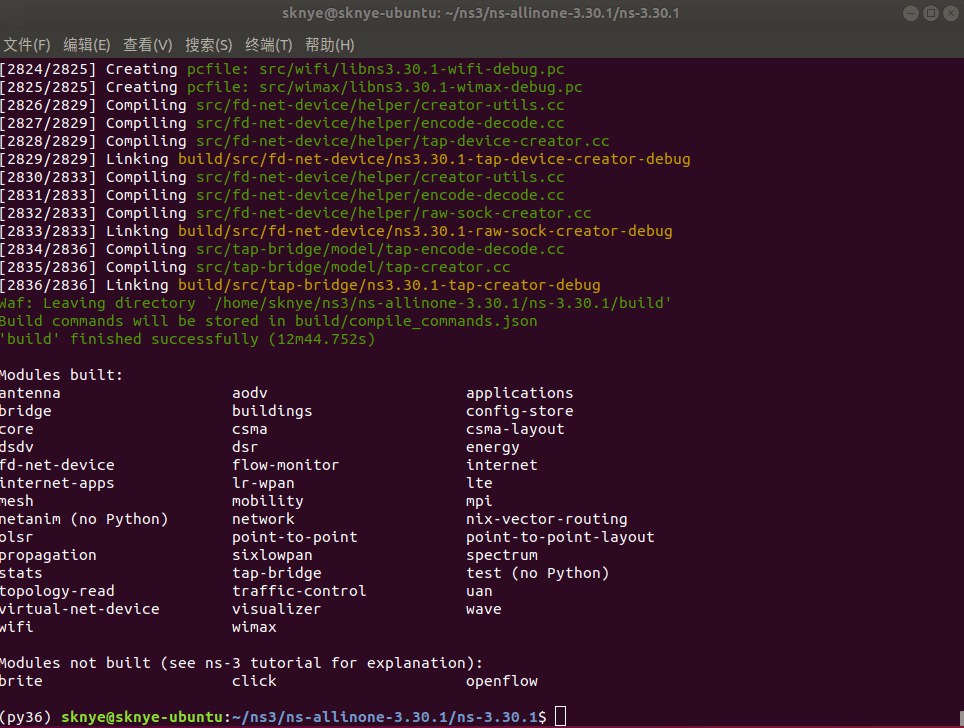 sknye@sknye-ubuntu: ~/ns3/ns-allinone-3.30.1/ns-3.30.1
文件(F) 编辑(E) 查看(V) 搜索(S) 终端(T) 帮助(H)
[2824/2825] Creating pcfile: src/wifi/libns3.30.1-wifi-debug.pc
[2825/2825] Creating pcfile: src/wimax/libns3.30.1-wimax-debug.pc
[2826/2829] Compiling src/fd-net-device/helper/creator-utils.cc
[2827/2829] Compiling src/fd-net-device/helper/encode-decode.cc
[2828/2829] Compiling src/fd-net-device/helper/tap-device-creator.cc
[2829/2829] Linking build/src/fd-net-device/ns3.30.1-tap-device-creator-debug
[2830/2833] Compiling src/fd-net-device/helper/creator-utils.cc
[2831/2833] Compiling src/fd-net-device/helper/encode-decode.cc
[2832/2833] Compiling src/fd-net-device/helper/raw-sock-creator.cc
[2833/2833] Linking build/src/fd-net-device/ns3.30.1-raw-sock-creator-debug
[2834/2836] Compiling src/tap-bridge/model/tap-encode-decode.cc
[2835/2836] Compiling src/tap-bridge/model/tap-creator.cc
[2836/2836] Linking build/src/tap-bridge/ns3.30.1-tap-creator-debug
Waf: Leaving directory `/home/sknye/ns3/ns-allinone-3.30.1/ns-3.30.1/build'
Build commands will be stored in build/compile_commands.json
'build' finished successfully (12m44.752s)
Modules built:
antenna aodv applications
bridge buildings config-store
core csma csma-layout
dsdv dsr energy
fd-net-device flow-monitor internet
internet-apps lr-wpan lte
mesh mobility mpi
netanim (no Python) network nix-vector-routing
olsr point-to-point point-to-point-layout
propagation sixlowpan spectrum
stats tap-bridge test (no Python)
topology-read traffic-control uan
virtual-net-device visualizer wave
wifi wimax
Modules not built (see ns-3 tutorial for explanation):
brite click openflow
(py36) sknye@sknye-ubuntu:~/ns3/ns-allinone-3.30.1/ns-3.30.1$